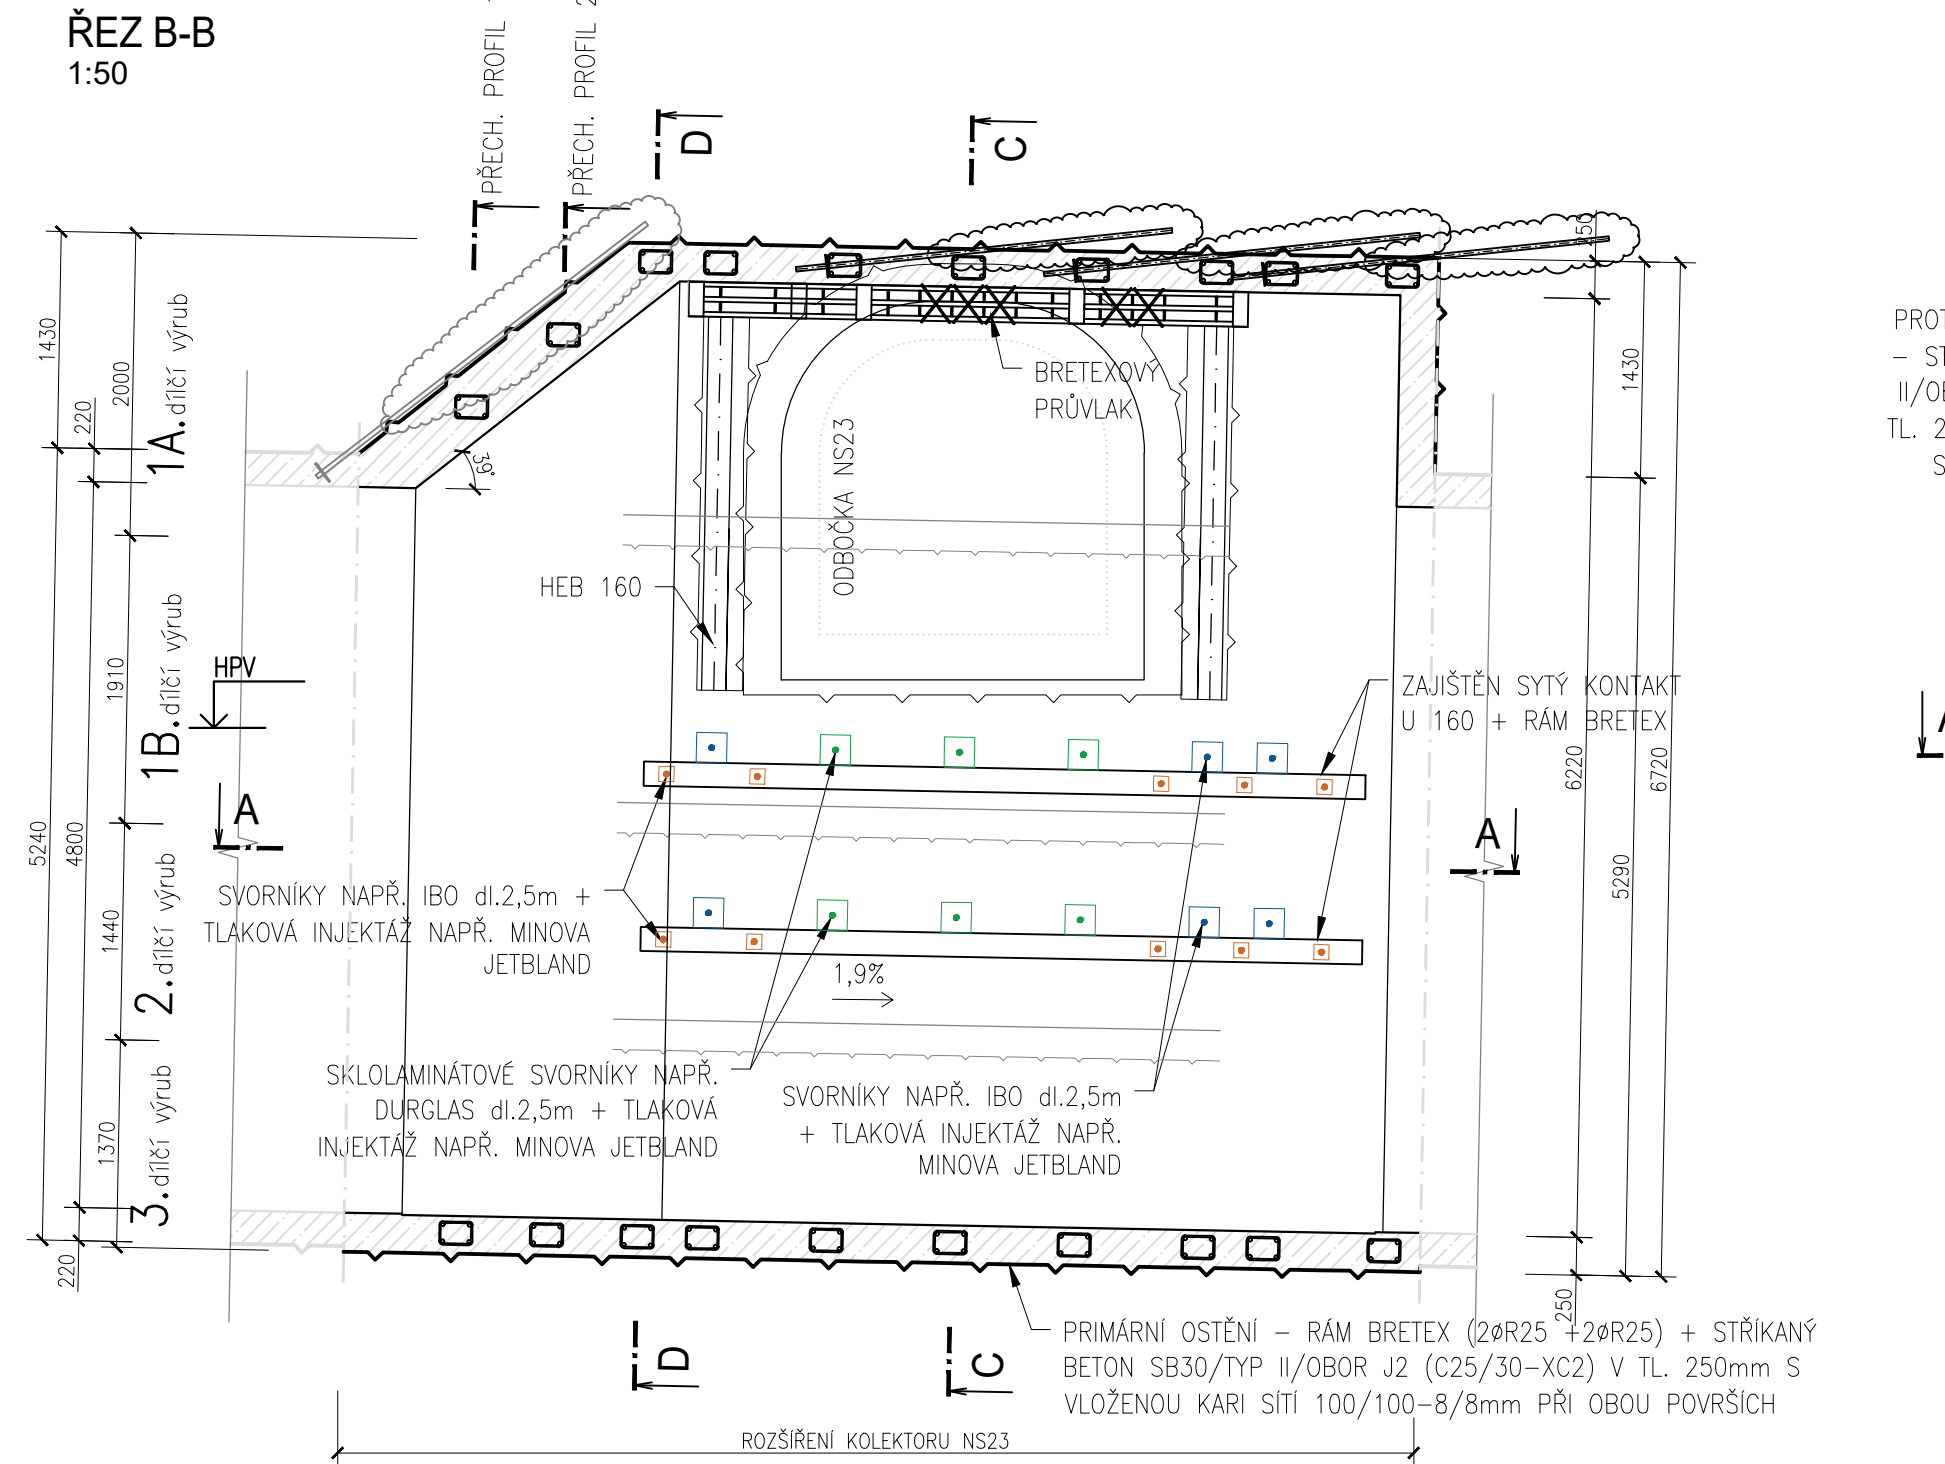 ŘEZ B-B
1:50
PŘECH. PROFIL
PŘECH. PROFIL 2
D
C
1430
220
2000
1A.dílčí výrub
39°
BRETEXOVÝ
PRŮVLAK
ODBOČKA NS23
HEB 160
1910
1B.dílčí výrub
HPV
A
5240
4800
1440
2.dílčí výrub
1370
3.dílčí výrub
220
250
1430
6220
6720
5290
250
A
ZAJIŠTĚN SYTÝ KONTAKT
U 160 + RÁM BRETEX
SVORNÍKY NAPŘ. IBO dl.2,5m +
TLAKOVÁ INJEKTÁŽ NAPŘ. MINOVA
JETBLAND
1,9%
SKLOLAMINÁTOVÉ SVORNÍKY NAPŘ.
DURGLAS dl.2,5m + TLAKOVÁ
INJEKTÁŽ NAPŘ. MINOVA JETBLAND
SVORNÍKY NAPŘ. IBO dl.2,5m
+ TLAKOVÁ INJEKTÁŽ NAPŘ.
MINOVA JETBLAND
D
C
PRIMÁRNÍ OSTĚNÍ – RÁM BRETEX (2øR25 +2øR25) + STŘÍKANÝ
BETON SB30/TYP II/OBOR J2 (C25/30–XC2) V TL. 250mm S
VLOŽENOU KARI SÍTÍ 100/100–8/8mm PŘI OBOU POVRŠÍCH
ROZŠÍŘENÍ KOLEKTORU NS23
– ST
TL. 2
S